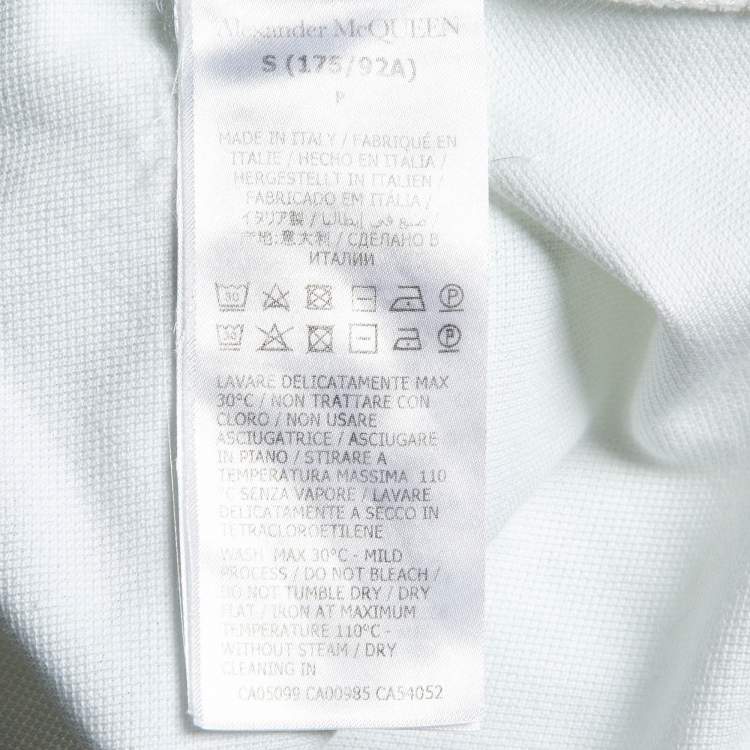 Alexander McQUEEN
S (175/92A)
P
MADE IN ITALY / FABRIQUÉ EN
ITALIE / HECHO EN ITALIA /
HERGESTELLT IN ITALIEN /
FABRICADO EM ITALIA /
イタリア製 / صنع في إيطاليا /
产地:意大利 / СДЕЛАНО В
ИТАЛИИ
30
30
P
LAVARE DELICATAMENTE MAX
30°C / NON TRATTARE CON
CLORO / NON USARE
ASCIUGATRICE / ASCIUGARE
IN PIANO / STIRARE A
TEMPERATURA MASSIMA 110
°C SENZA VAPORE / LAVARE
DELICATAMENTE A SECCO IN
TETRACLOROETILENE
WASH MAX 30°C - MILD
PROCESS / DO NOT BLEACH /
DO NOT TUMBLE DRY / DRY
FLAT / IRON AT MAXIMUM
TEMPERATURE 110°C -
WITHOUT STEAM / DRY
CLEANING IN
CA05099 CA00985 CA54052